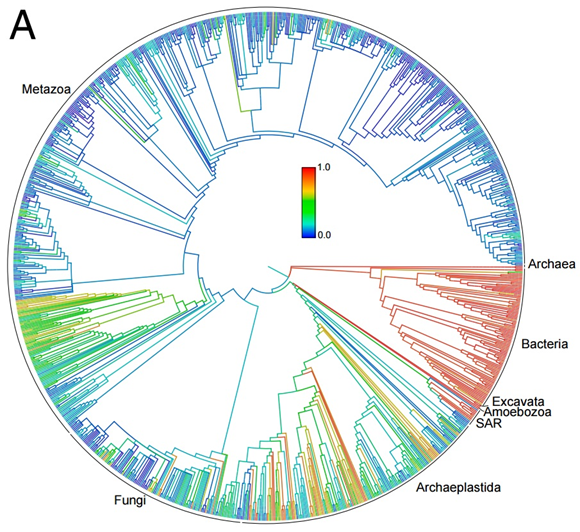 A
Metazoa
1.0
0.0
Archaea
Bacteria
Excavata
Amoebozoa
SAR
Archaeplastida
Fungi